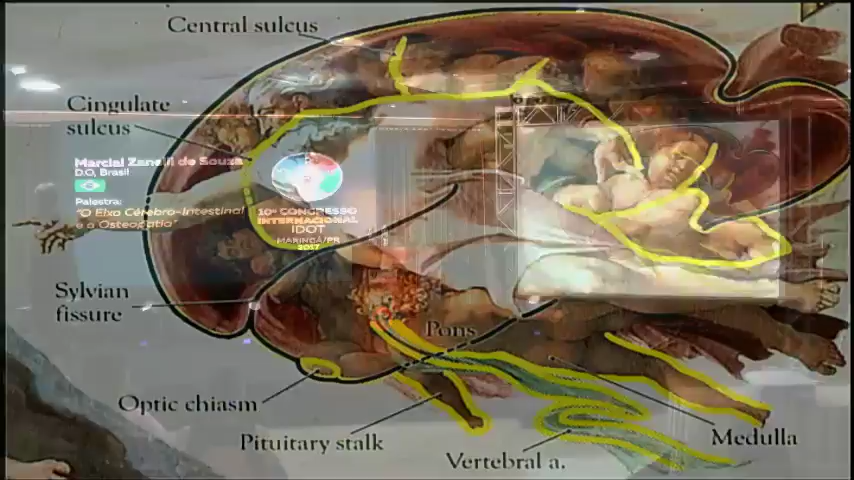 Central sulcus
Cingulate
sulcus
Marcial Zanelli de Souza
D.O, Brasil
Palestra:
"O Eixo Cérebro-Intestinal
e a Osteopatia"
10º CONGRESSO
INTERNACIONAL
IDOT
MARINGÁ/PR
2017
Sylvian
fissure
Pons
Optic chiasm
Pituitary stalk
Medulla
Vertebral a.